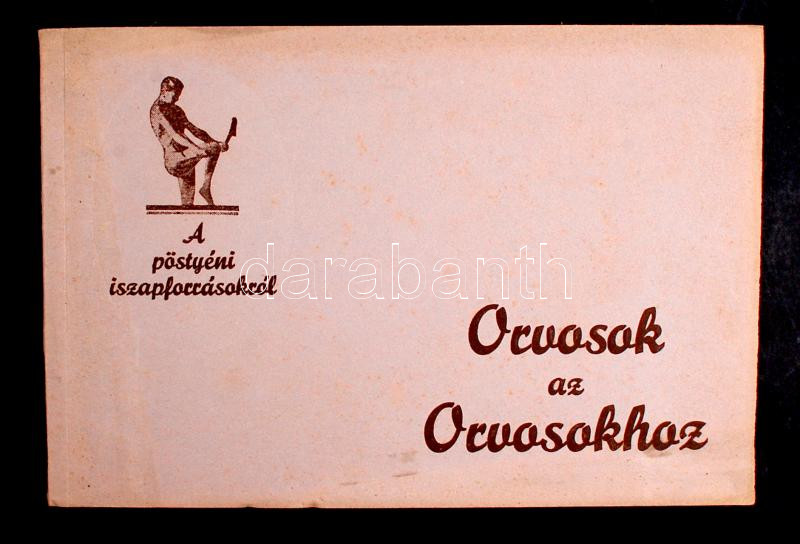 A
pöstyéni
iszapforrásokról
darabanth
Orvosok
az
Orvosokhoz